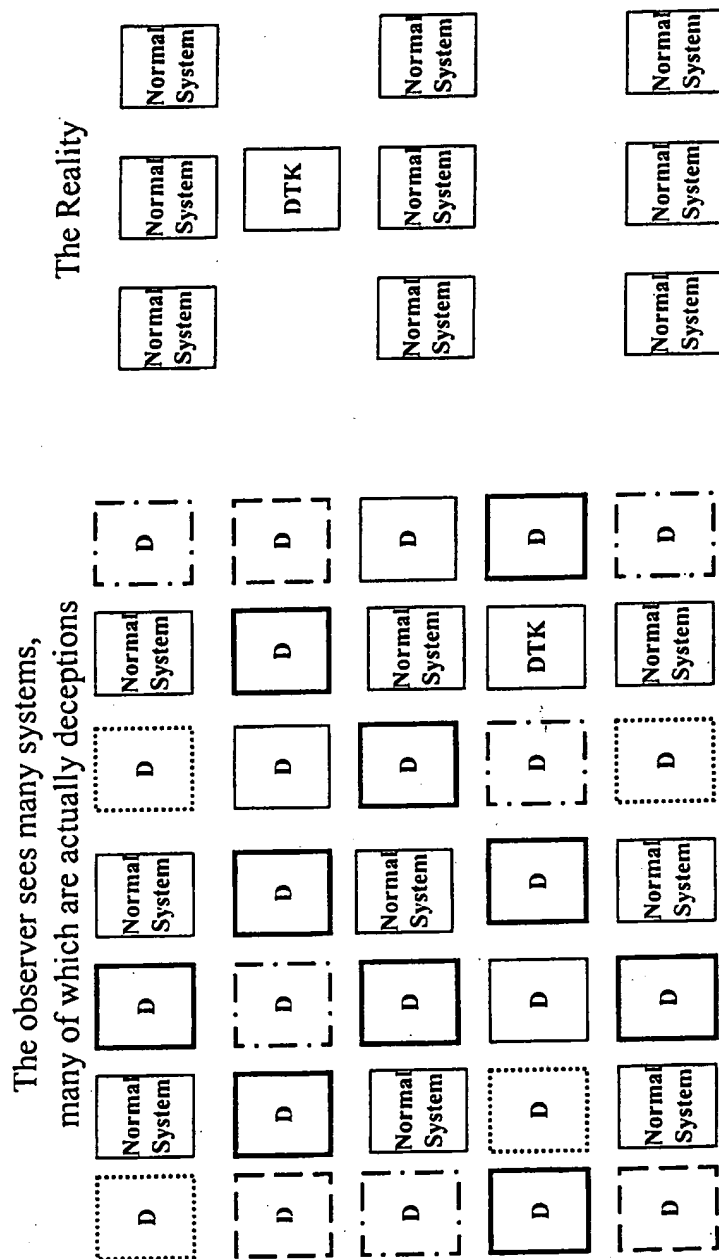 The observer sees many systems,
many of which are actually deceptions
D
Normal
System
D
Normal
System
D
Normal
System
D
D
D
D
D
D
D
D
D
Normal
System
D
Normal
System
D
Normal
System
D
D
D
D
D
D
DTK
D
D
Normal
System
D
Normal
System
D
Normal
System
D
The Reality
Normal
System
Normal
System
Normal
System
DTK
Normal
System
Normal
System
Normal
System
Normal
System
Normal
System
Normal
System